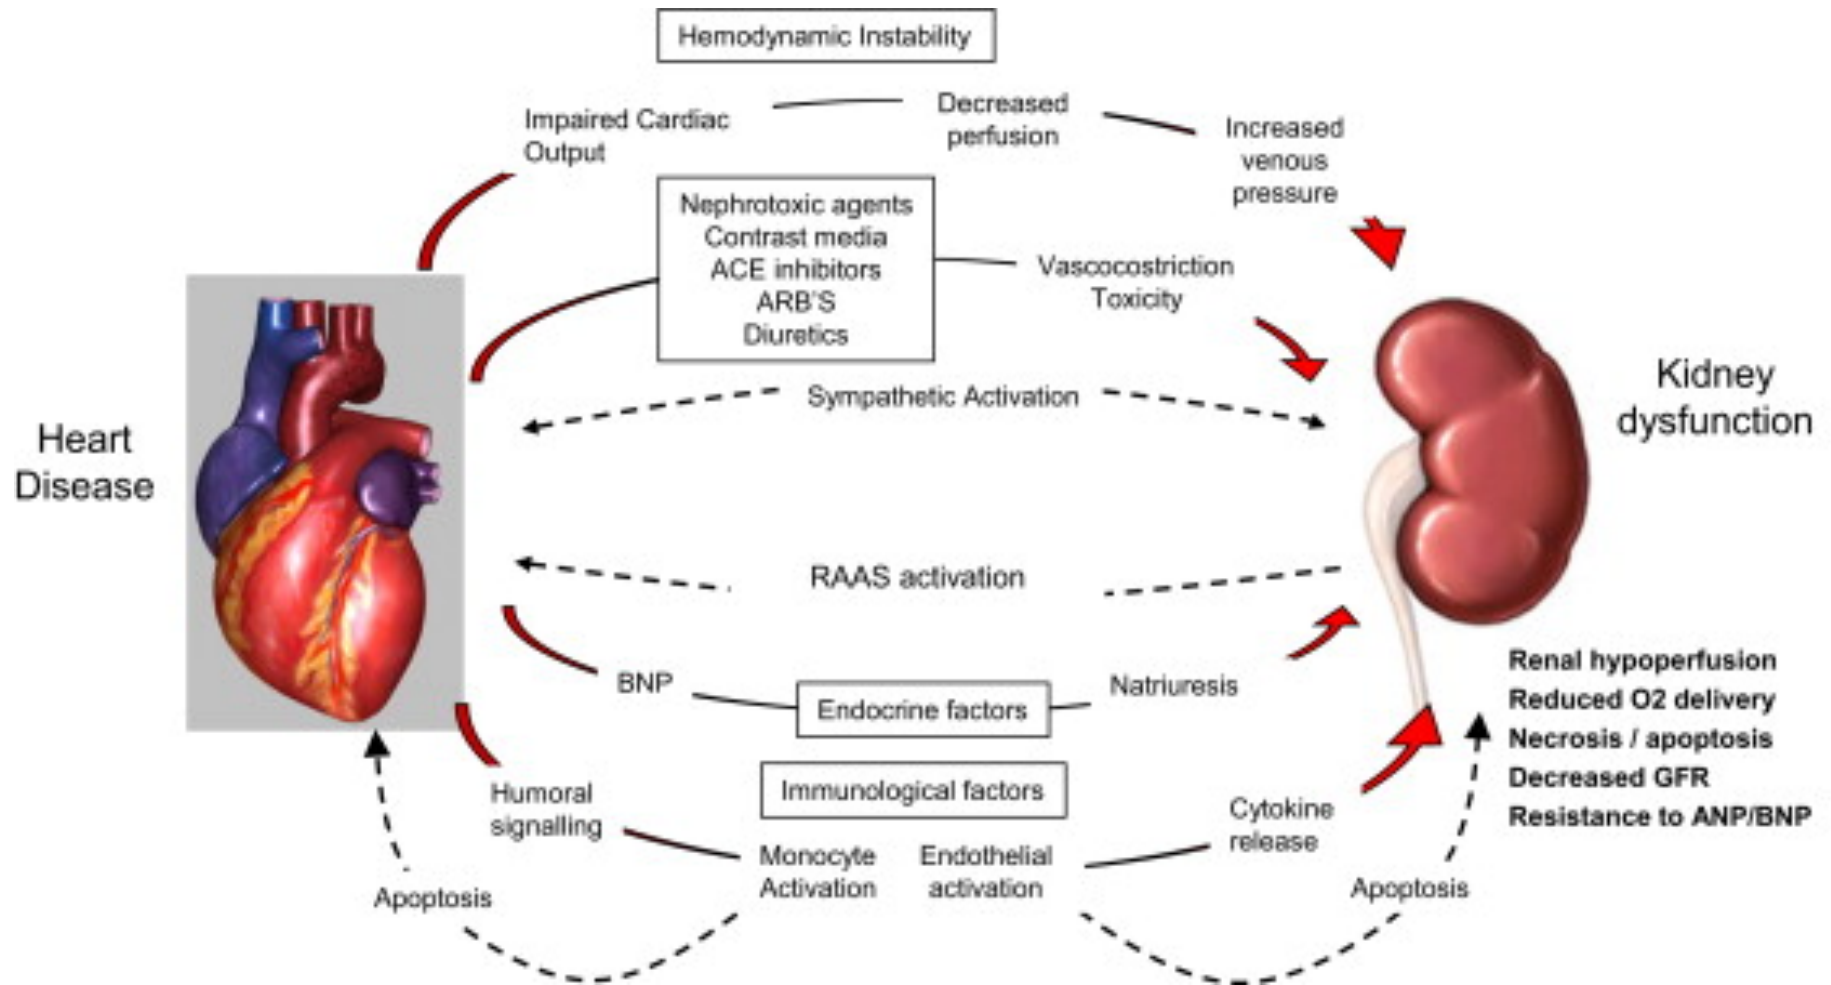 Hemodynamic Instability
Impaired Cardiac
Output
Decreased
perfusion
Increased
venous
pressure
Nephrotoxic agents
Contrast media
ACE inhibitors
ARB'S
Diuretics
Vascocostriction
Toxicity
Sympathetic Activation
Heart
Disease
Kidney
dysfunction
RAAS activation
BNP
Endocrine factors
Natriuresis
Renal hypoperfusion
Reduced O2 delivery
Necrosis / apoptosis
Decreased GFR
Resistance to ANP/BNP
Immunological factors
Humoral
signalling
Monocyte
Activation
Endothelial
activation
Cytokine
release
Apoptosis
Apoptosis